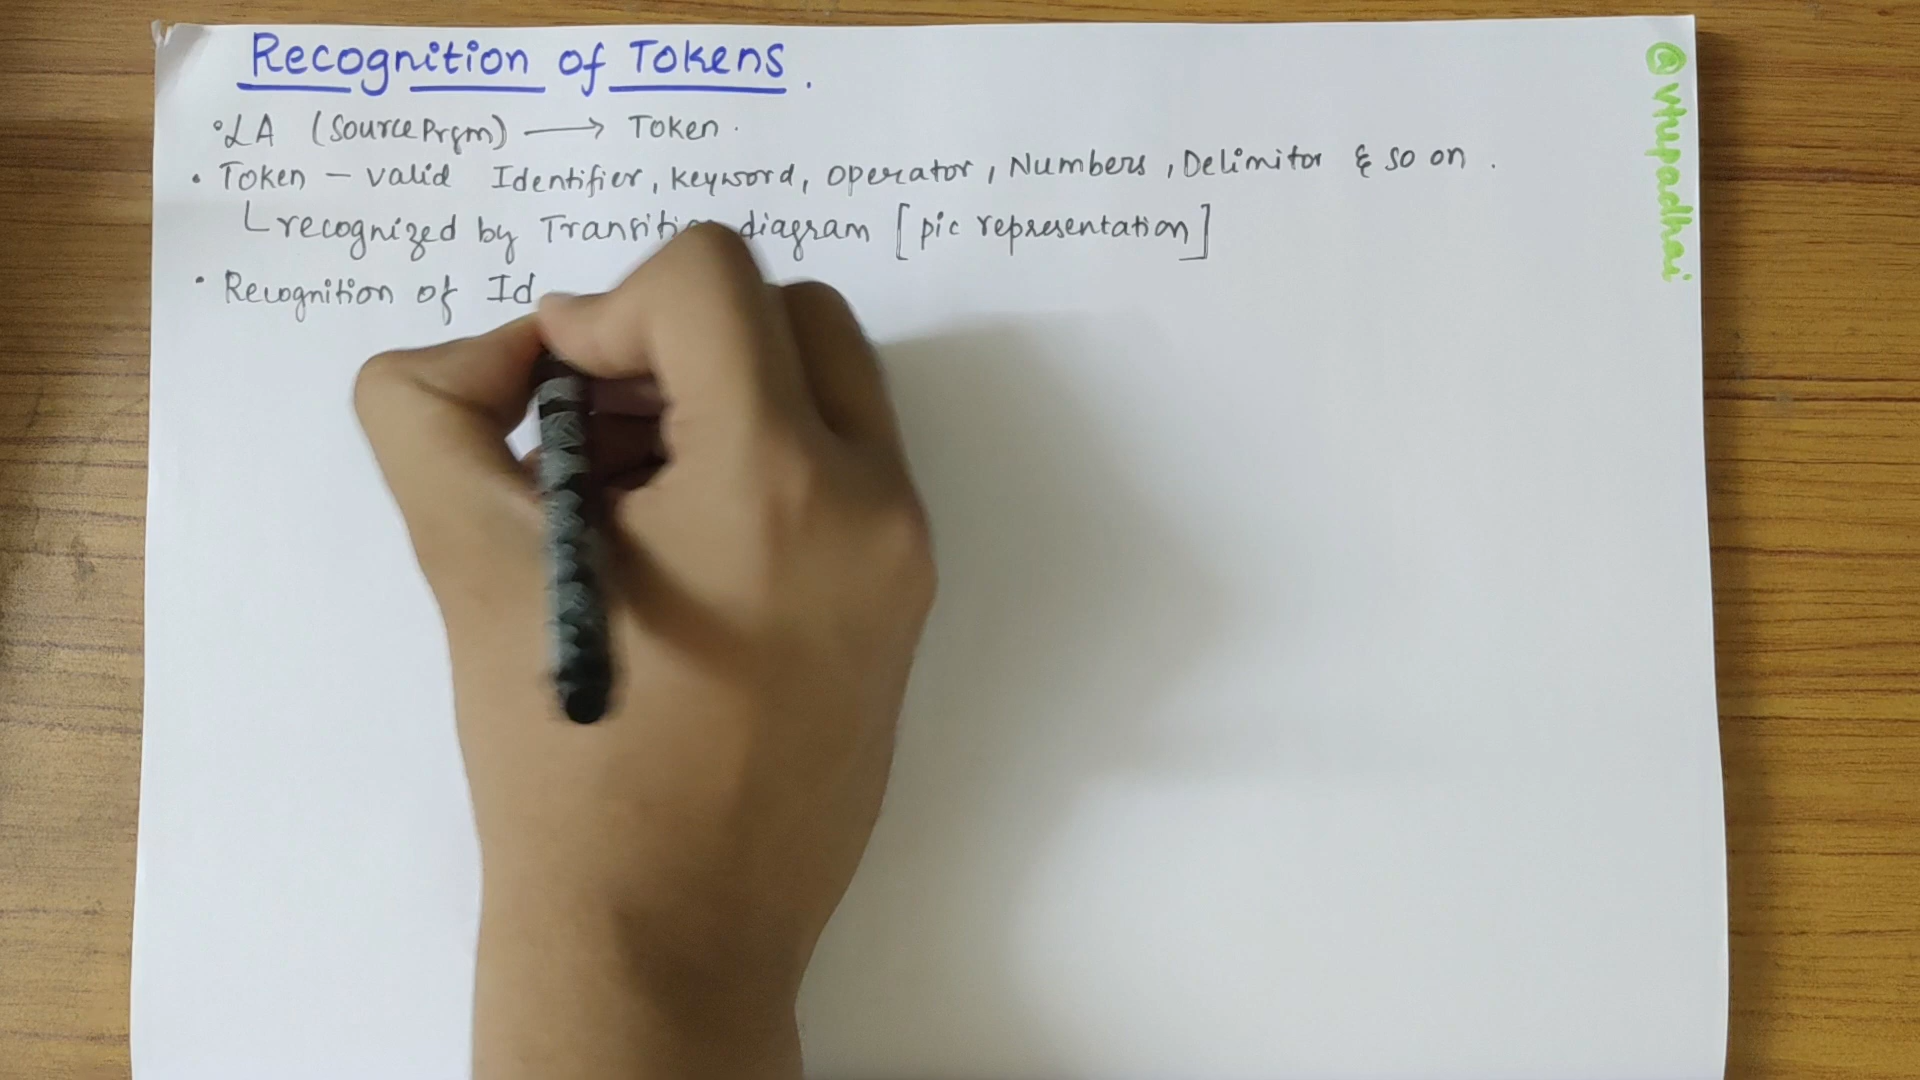 Recognition of Tokens.
• LA (Source Prgm) ⟶ Token.
• Token – valid Identifier, keyword, operator, Numbers, Delimitor & so on.
recognized by diagram [pic representation]
• Recognition of Id
@vtupadhai